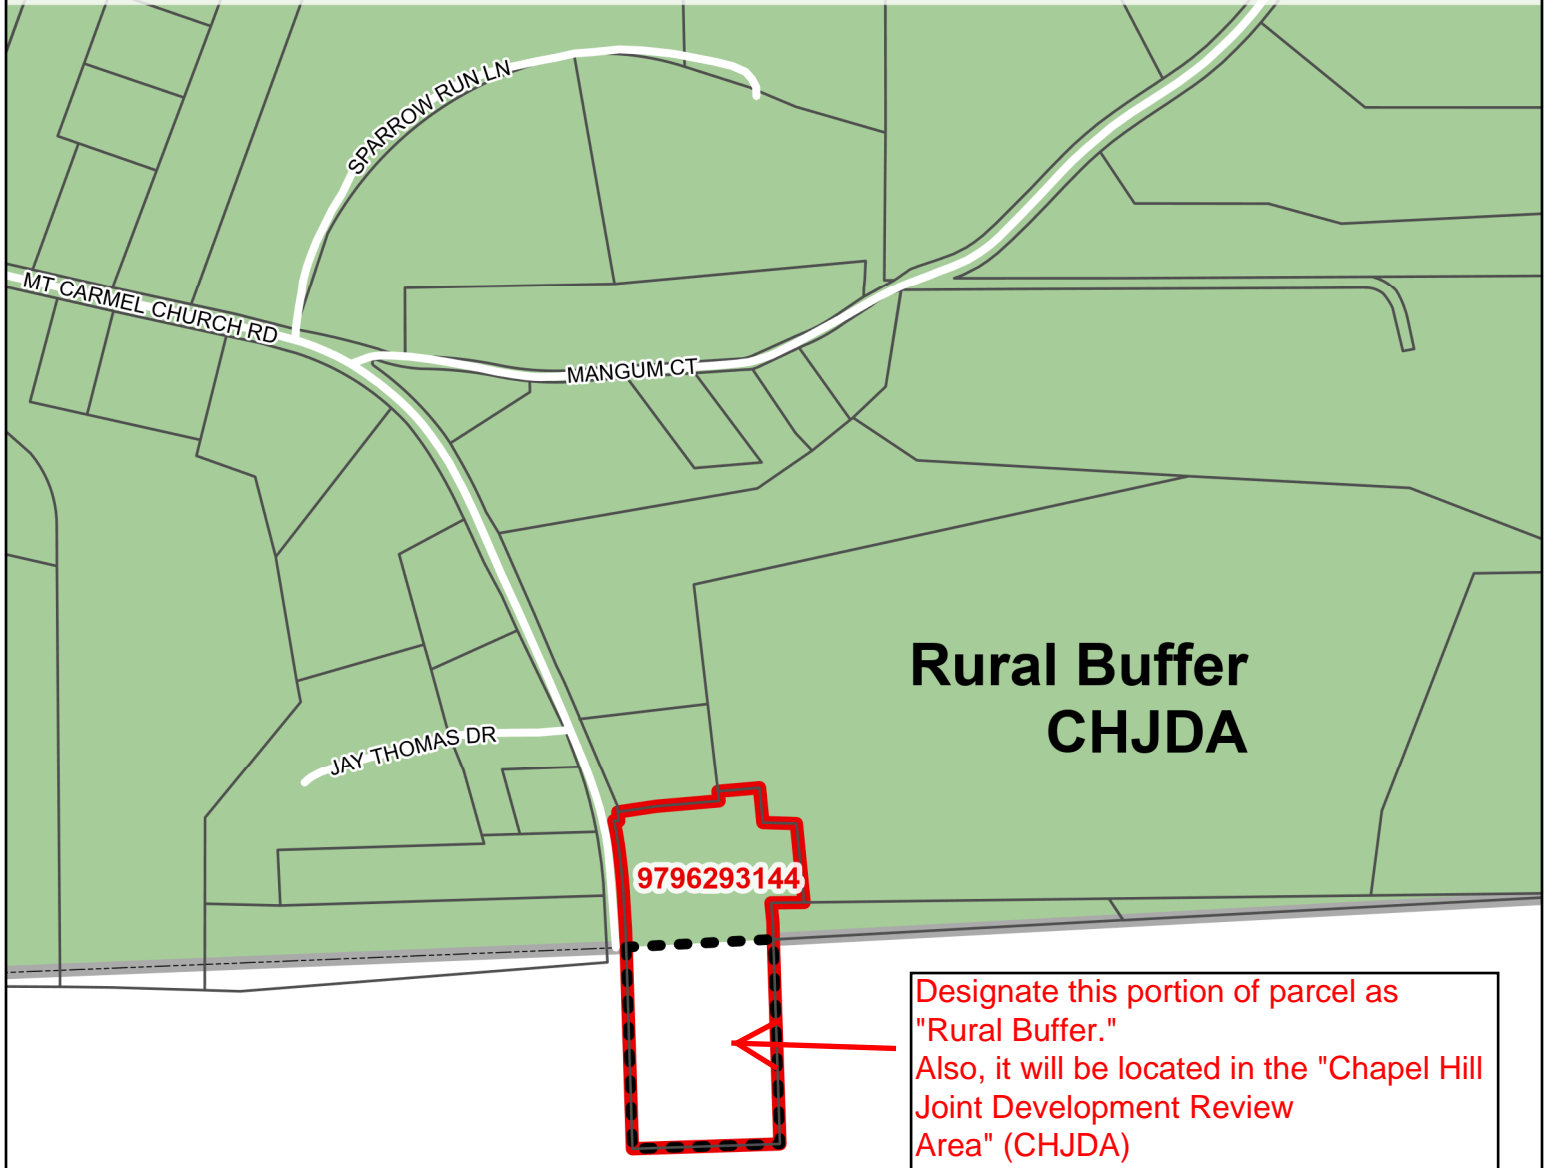 SPARROW RUN LN
MT CARMEL CHURCH RD
MANGUM CT
Rural Buffer
CHJDA
JAY THOMAS DR
9796293144
Designate this portion of parcel as
"Rural Buffer."
Also, it will be located in the "Chapel Hill
Joint Development Review
Area" (CHJDA)